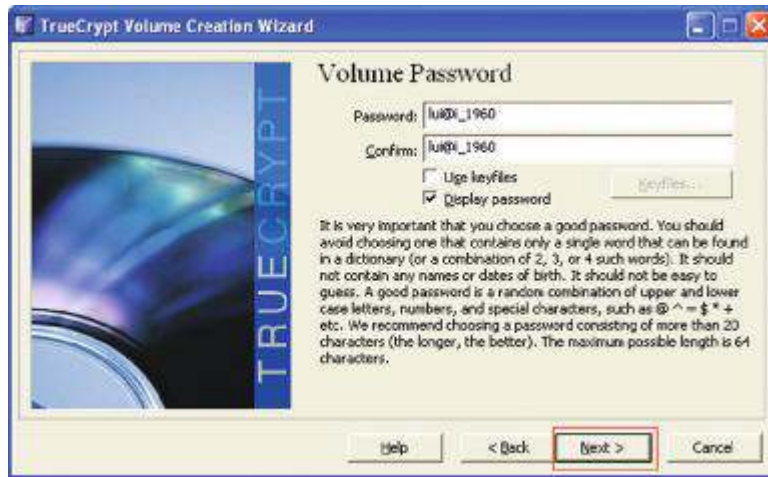 TrueCrypt Volume Creation Wizard
TRUECRYPT
Volume Password
Password: lui@i_1960
Confirm: lui@i_1960
Use keyfiles
Keyfiles...
Display password
It is very important that you choose a good password. You should
avoid choosing one that contains only a single word that can be found
in a dictionary (or a combination of 2, 3, or 4 such words). It should
not contain any names or dates of birth. It should not be easy to
guess. A good password is a random combination of upper and lower
case letters, numbers, and special characters, such as @ ^ = $ * +
etc. We recommend choosing a password consisting of more than 20
characters (the longer, the better). The maximum possible length is 64
characters.
Help
< Back
Next >
Cancel